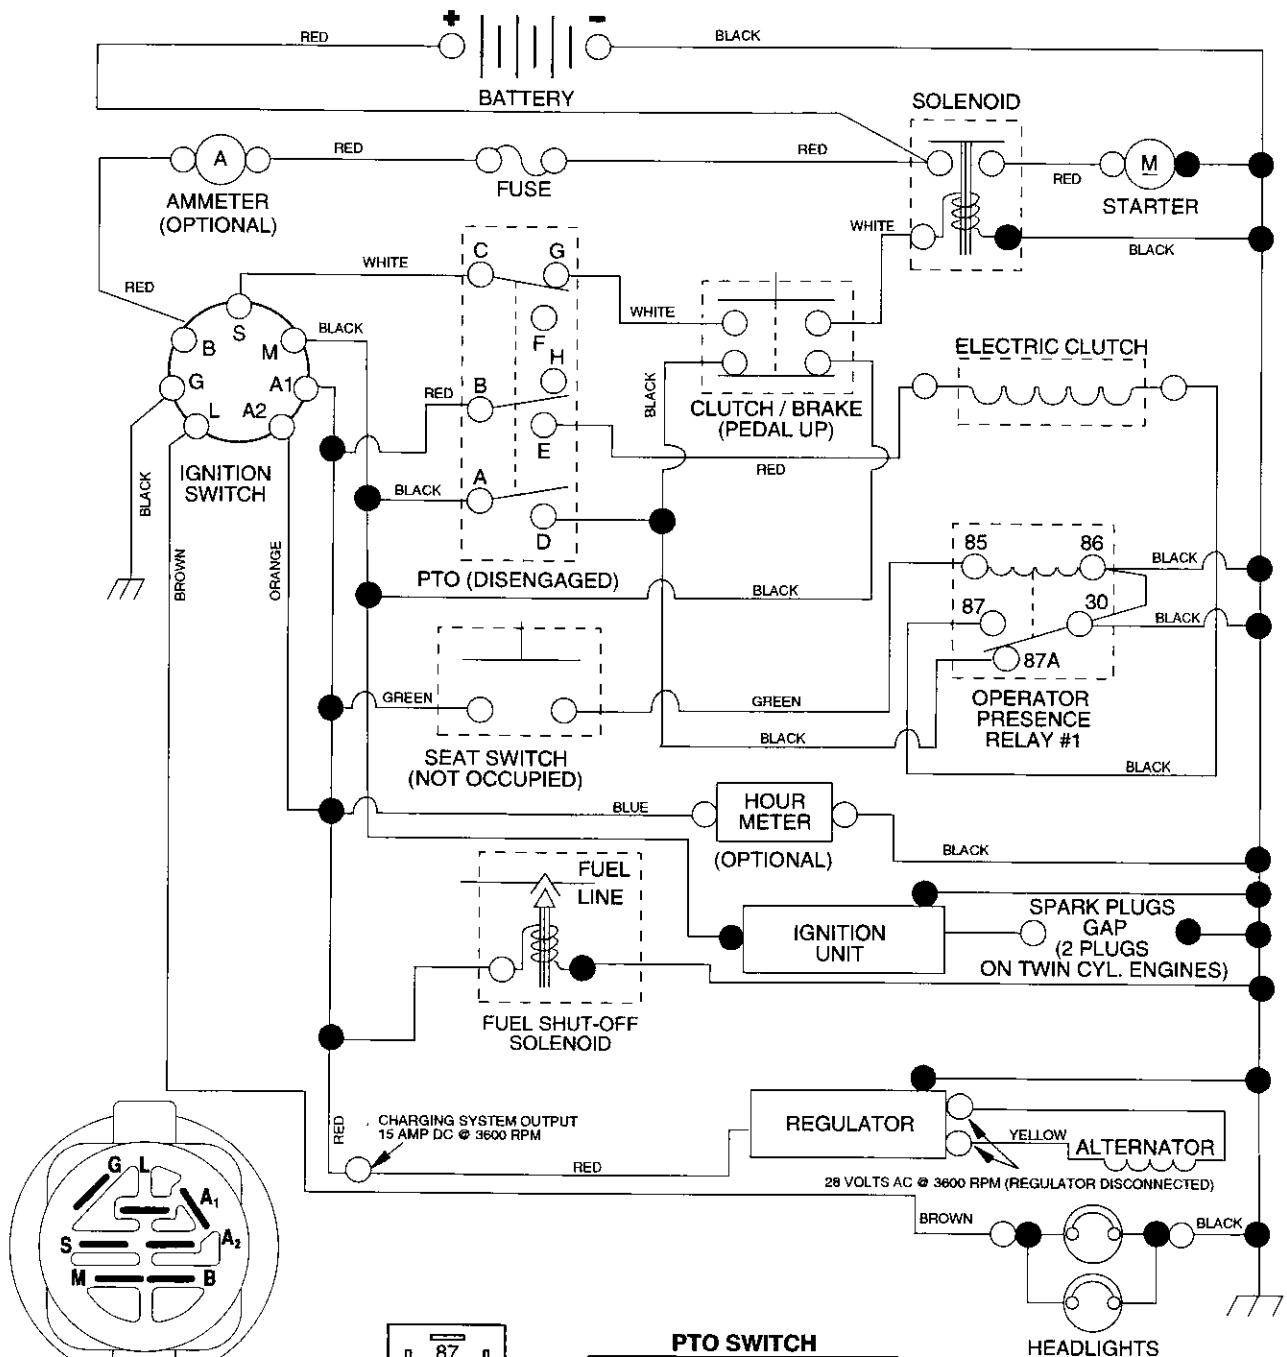 +
-
RED
BLACK
BATTERY
SOLENOID
A
RED
RED
RED
M
AMMETER
(OPTIONAL)
FUSE
STARTER
WHITE
BLACK
C
G
WHITE
RED
S
WHITE
BLACK
B
M
F
H
ELECTRIC CLUTCH
G
A1
RED
B
BLACK
CLUTCH / BRAKE
(PEDAL UP)
L
A2
E
RED
IGNITION
SWITCH
BLACK
BLACK
A
D
85
86
BLACK
BROWN
ORANGE
PTO (DISENGAGED)
BLACK
87
30
BLACK
87A
GREEN
GREEN
OPERATOR
PRESENCE
RELAY #1
BLACK
SEAT SWITCH
(NOT OCCUPIED)
BLACK
BLUE
HOUR
METER
(OPTIONAL)
BLACK
FUEL
LINE
IGNITION
UNIT
SPARK PLUGS
GAP
(2 PLUGS
ON TWIN CYL. ENGINES)
FUEL SHUT-OFF
SOLENOID
RED
CHARGING SYSTEM OUTPUT
15 AMP DC @ 3600 RPM
RED
REGULATOR
YELLOW
ALTERNATOR
28 VOLTS AC @ 3600 RPM (REGULATOR DISCONNECTED)
G
L
A1
A2
S
M
B
BROWN
BLACK
HEADLIGHTS
87
PTO SWITCH